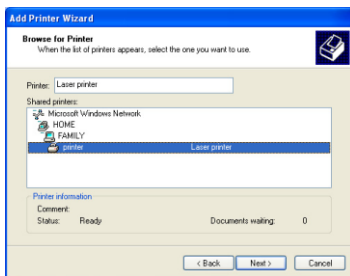 Add Printer Wizard
Browse for Printer
When the list of printers appears, select the one you want to use.
Printer: Laser printer
Shared printers:
Microsoft Windows Network
HOME
FAMILY
printer Laser printer
Printer information
Comment:
Status: Ready Documents waiting: 0
< Back Next > Cancel